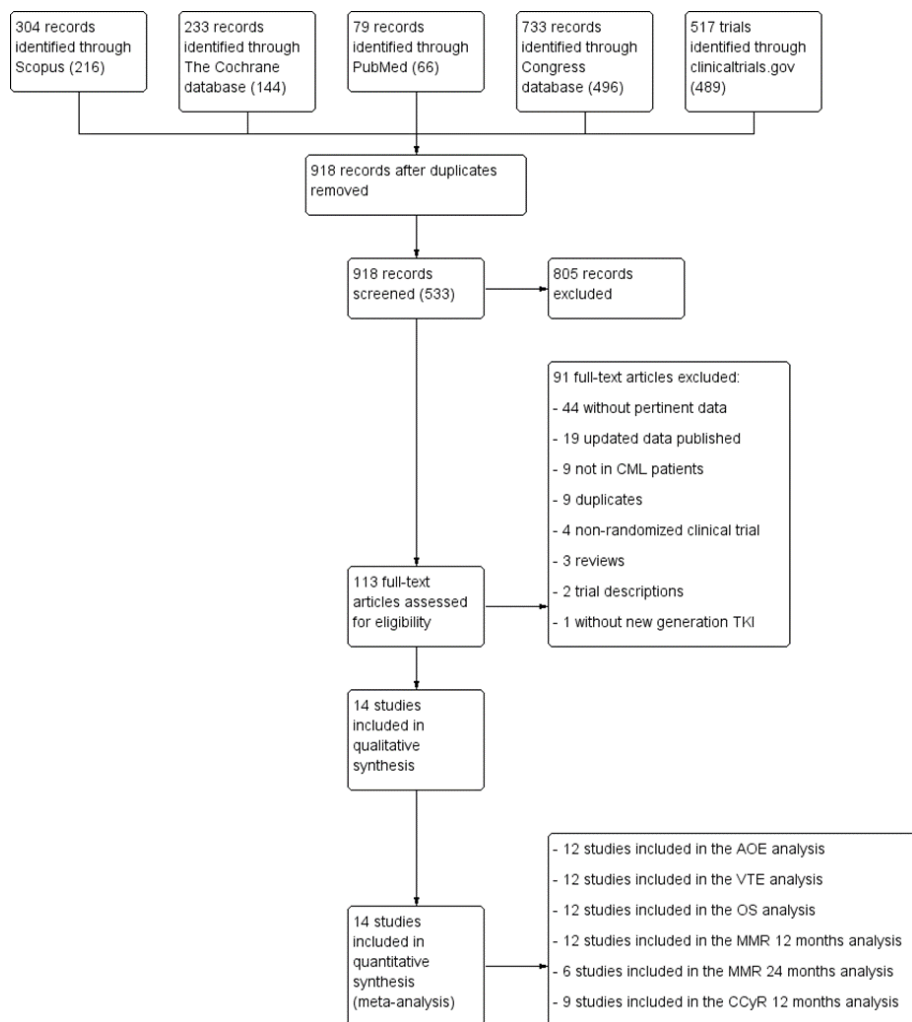 304 records
identified through
Scopus (216)
233 records
identified through
The Cochrane
database (144)
79 records
identified through
PubMed (66)
733 records
identified through
Congress
database (496)
517 trials
identified through
clinicaltrials.gov
(489)
918 records after duplicates
removed
918 records
screened (533)
805 records
excluded
91 full-text articles excluded:
- 44 without pertinent data
- 19 updated data published
- 9 not in CML patients
- 9 duplicates
- 4 non-randomized clinical trial
- 3 reviews
- 2 trial descriptions
- 1 without new generation TKI
113 full-text
articles assessed
for eligibility
14 studies
included in
qualitative
synthesis
14 studies
included in
quantitative
synthesis
(meta-analysis)
- 12 studies included in the AOE analysis
- 12 studies included in the VTE analysis
- 12 studies included in the OS analysis
- 12 studies included in the MMR 12 months analysis
- 6 studies included in the MMR 24 months analysis
- 9 studies included in the CCyR 12 months analysis